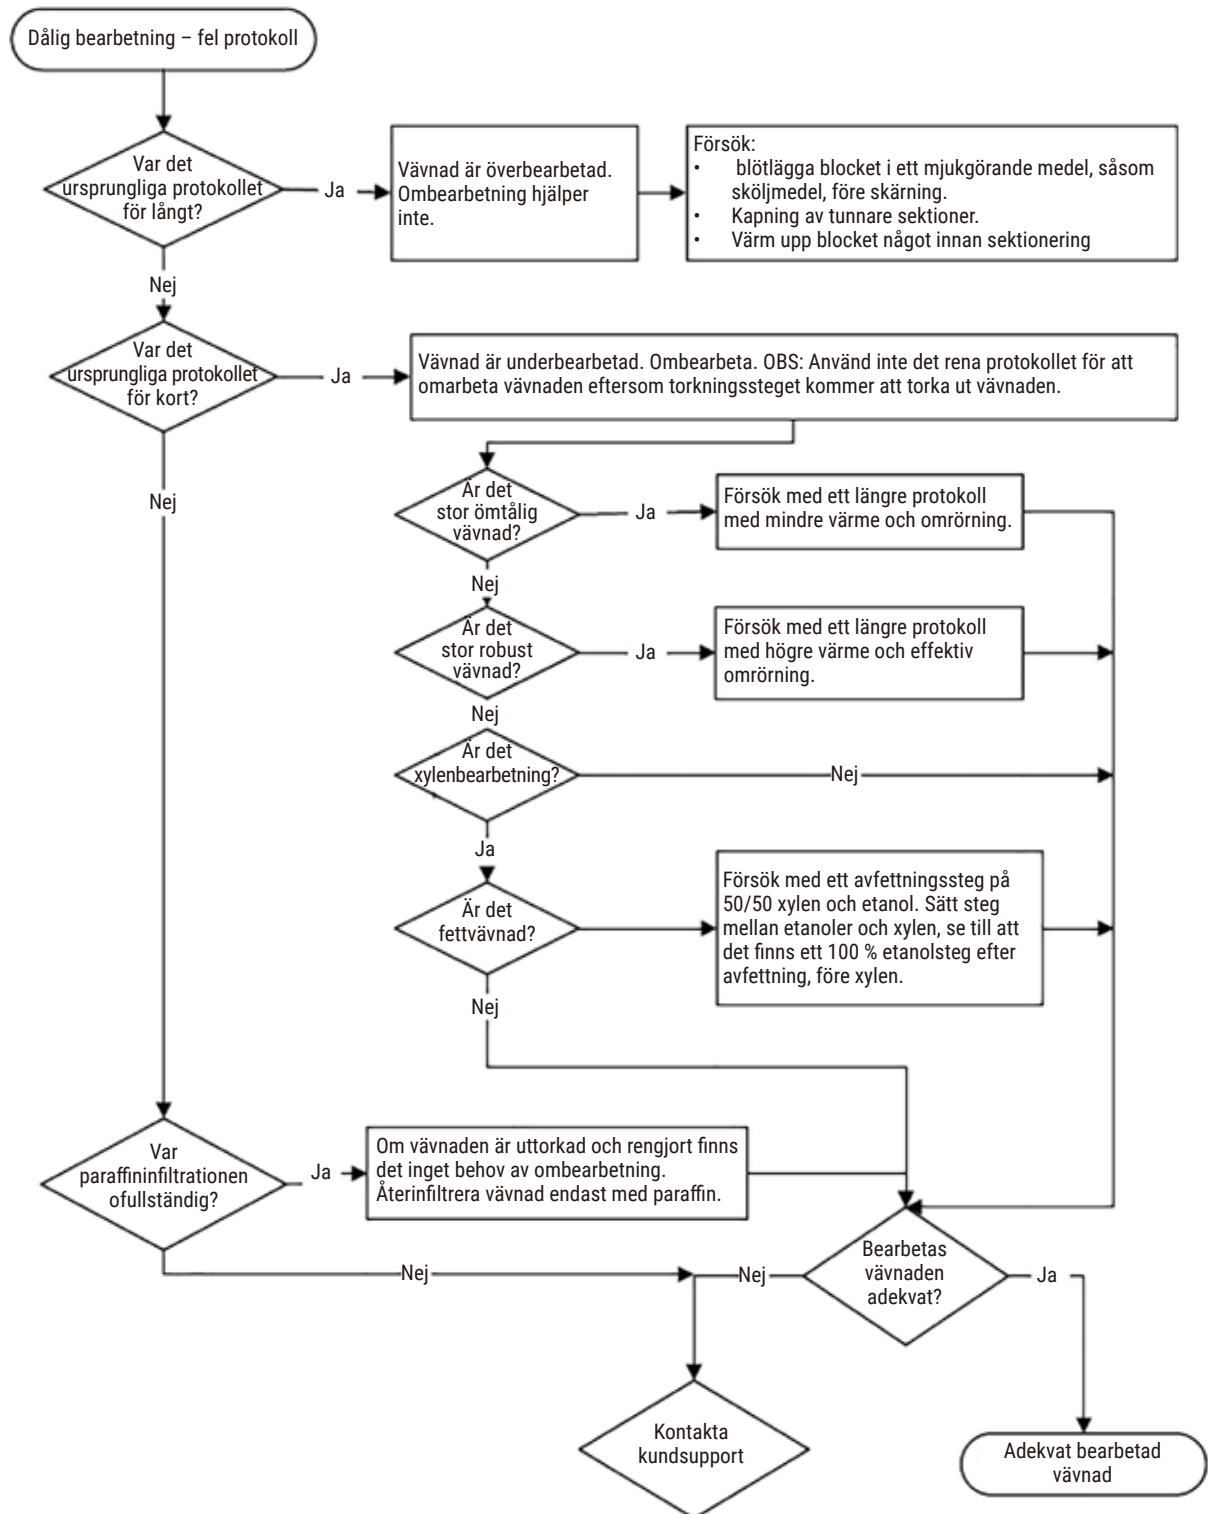 Dålig bearbetning – fel protokoll
Var det
ursprungliga protokollet
för långt?
Ja
Vävnad är överbearbetad.
Ombearbetning hjälper
inte.
Försök:
• blötlägga blocket i ett mjukgörande medel, såsom
sköljmedel, före skärning.
• Kapning av tunnare sektioner.
• Värm upp blocket något innan sektionering
Nej
Var det
ursprungliga protokollet
för kort?
Ja
Vävnad är underbearbetad. Ombearbeta. OBS: Använd inte det rena protokollet för att
omarbeta vävnaden eftersom torkningssteget kommer att torka ut vävnaden.
Nej
Är det
stor ömtålig
vävnad?
Ja
Försök med ett längre protokoll
med mindre värme och omrörning.
Nej
Är det
stor robust
vävnad?
Ja
Försök med ett längre protokoll
med högre värme och effektiv
omrörning.
Nej
Är det
xylenbearbetning?
Nej
Ja
Är det
fettvävnad?
Försök med ett avfettningssteg på
50/50 xylen och etanol. Sätt steg
mellan etanoler och xylen, se till att
det finns ett 100 % etanolsteg efter
avfettning, före xylen.
Nej
Var
paraffininfiltrationen
ofullständig?
Ja
Om vävnaden är uttorkad och rengjort finns
det inget behov av ombearbetning.
Återinfiltrera vävnad endast med paraffin.
Nej
Bearbetas
vävnaden
adekvat?
Nej
Ja
Kontakta
kundsupport
Adekvat bearbetad
vävnad